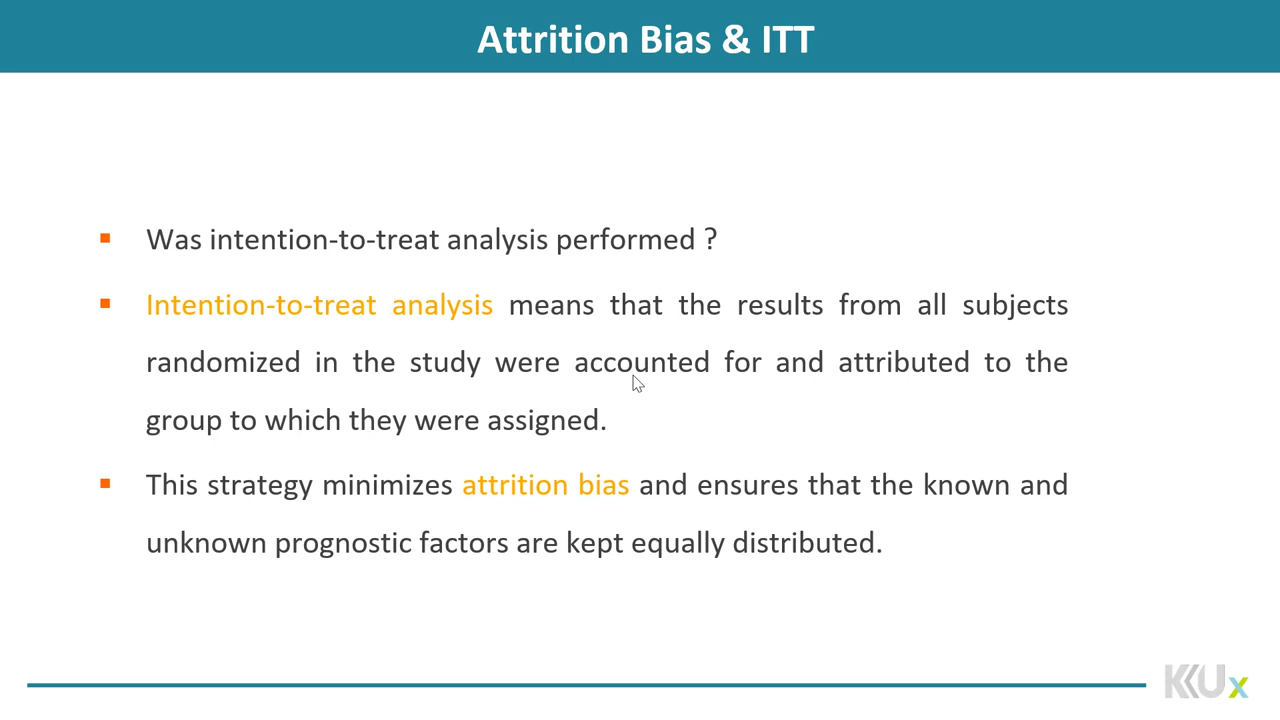 Attrition Bias & ITT
Was intention-to-treat analysis performed ?
Intention-to-treat analysis means that the results from all subjects
randomized in the study were accounted for and attributed to the
group to which they were assigned.
This strategy minimizes attrition bias and ensures that the known and
unknown prognostic factors are kept equally distributed.
KKUx